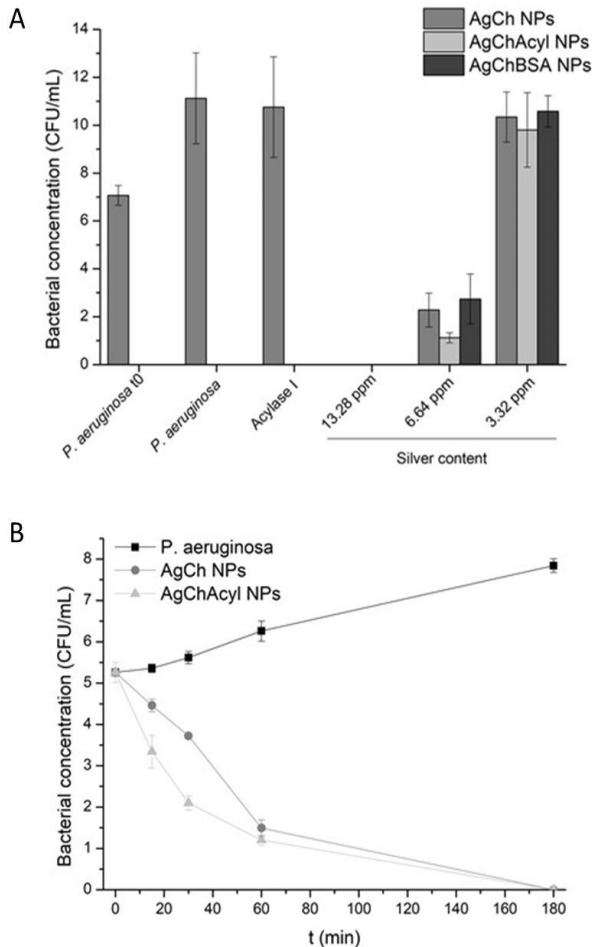 A
AgCh NPs
AgChAcyl NPs
AgChBSA NPs
Bacterial concentration (CFU/mL)
14
12
10
8
6
4
2
0
P. aeruginosa t0
P. aeruginosa
Acylase I
13.28 ppm
6.64 ppm
3.32 ppm
Silver content
B
P. aeruginosa
AgCh NPs
AgChAcyl NPs
Bacterial concentration (CFU/mL)
8
7
6
5
4
3
2
1
0
0 20 40 60 80 100 120 140 160 180
t (min)